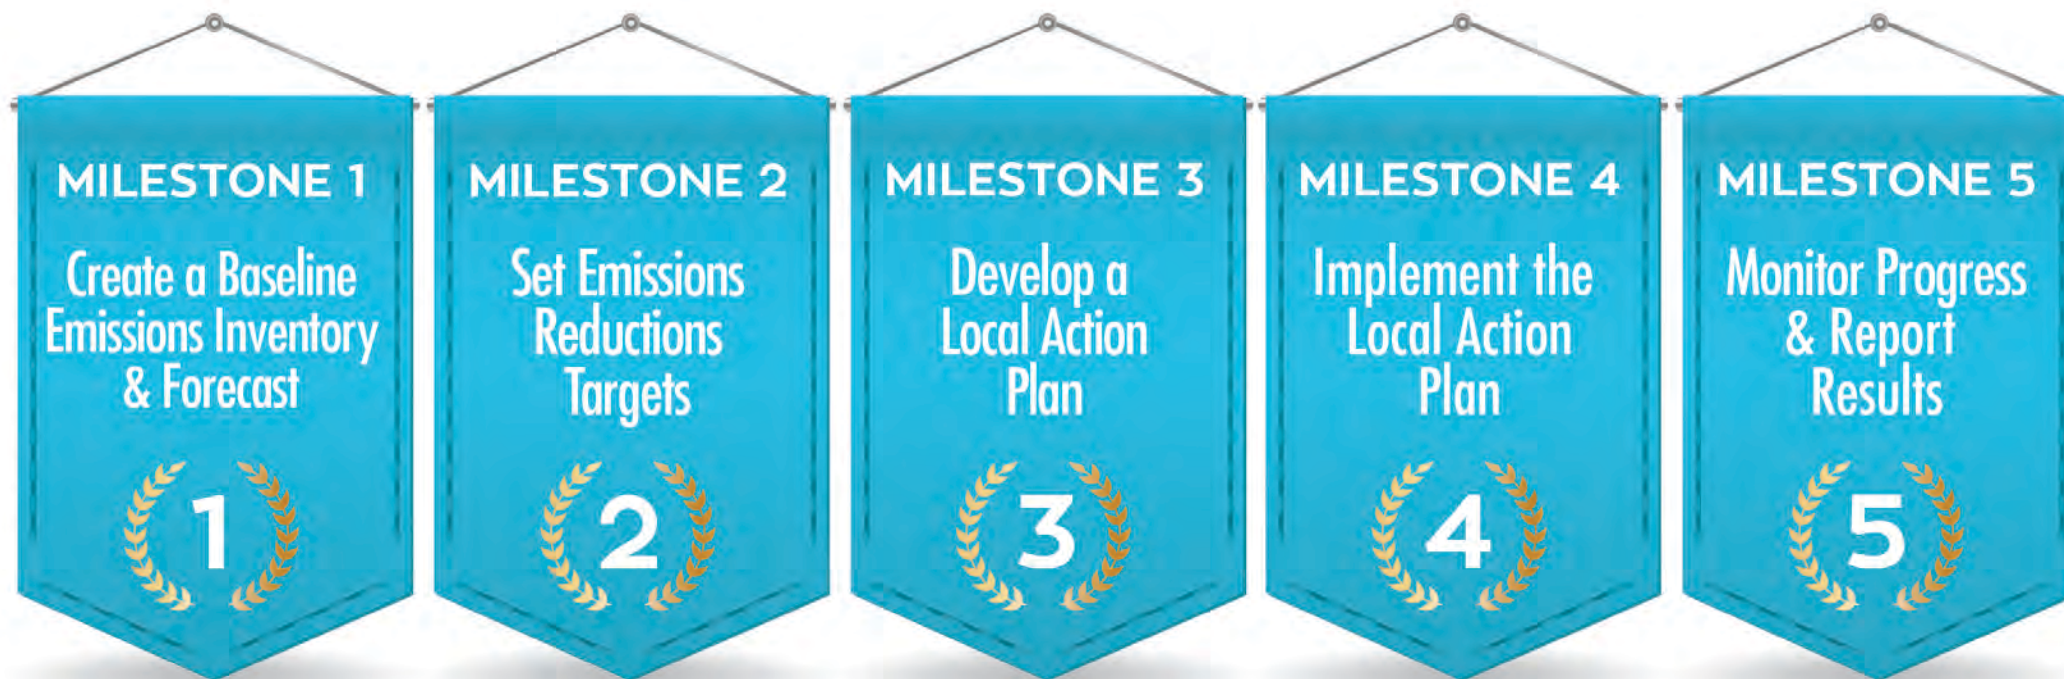 MILESTONE 1
Create a Baseline
Emissions Inventory
& Forecast
1
MILESTONE 2
Set Emissions
Reductions
Targets
2
MILESTONE 3
Develop a
Local Action
Plan
3
MILESTONE 4
Implement the
Local Action
Plan
4
MILESTONE 5
Monitor Progress
& Report
Results
5